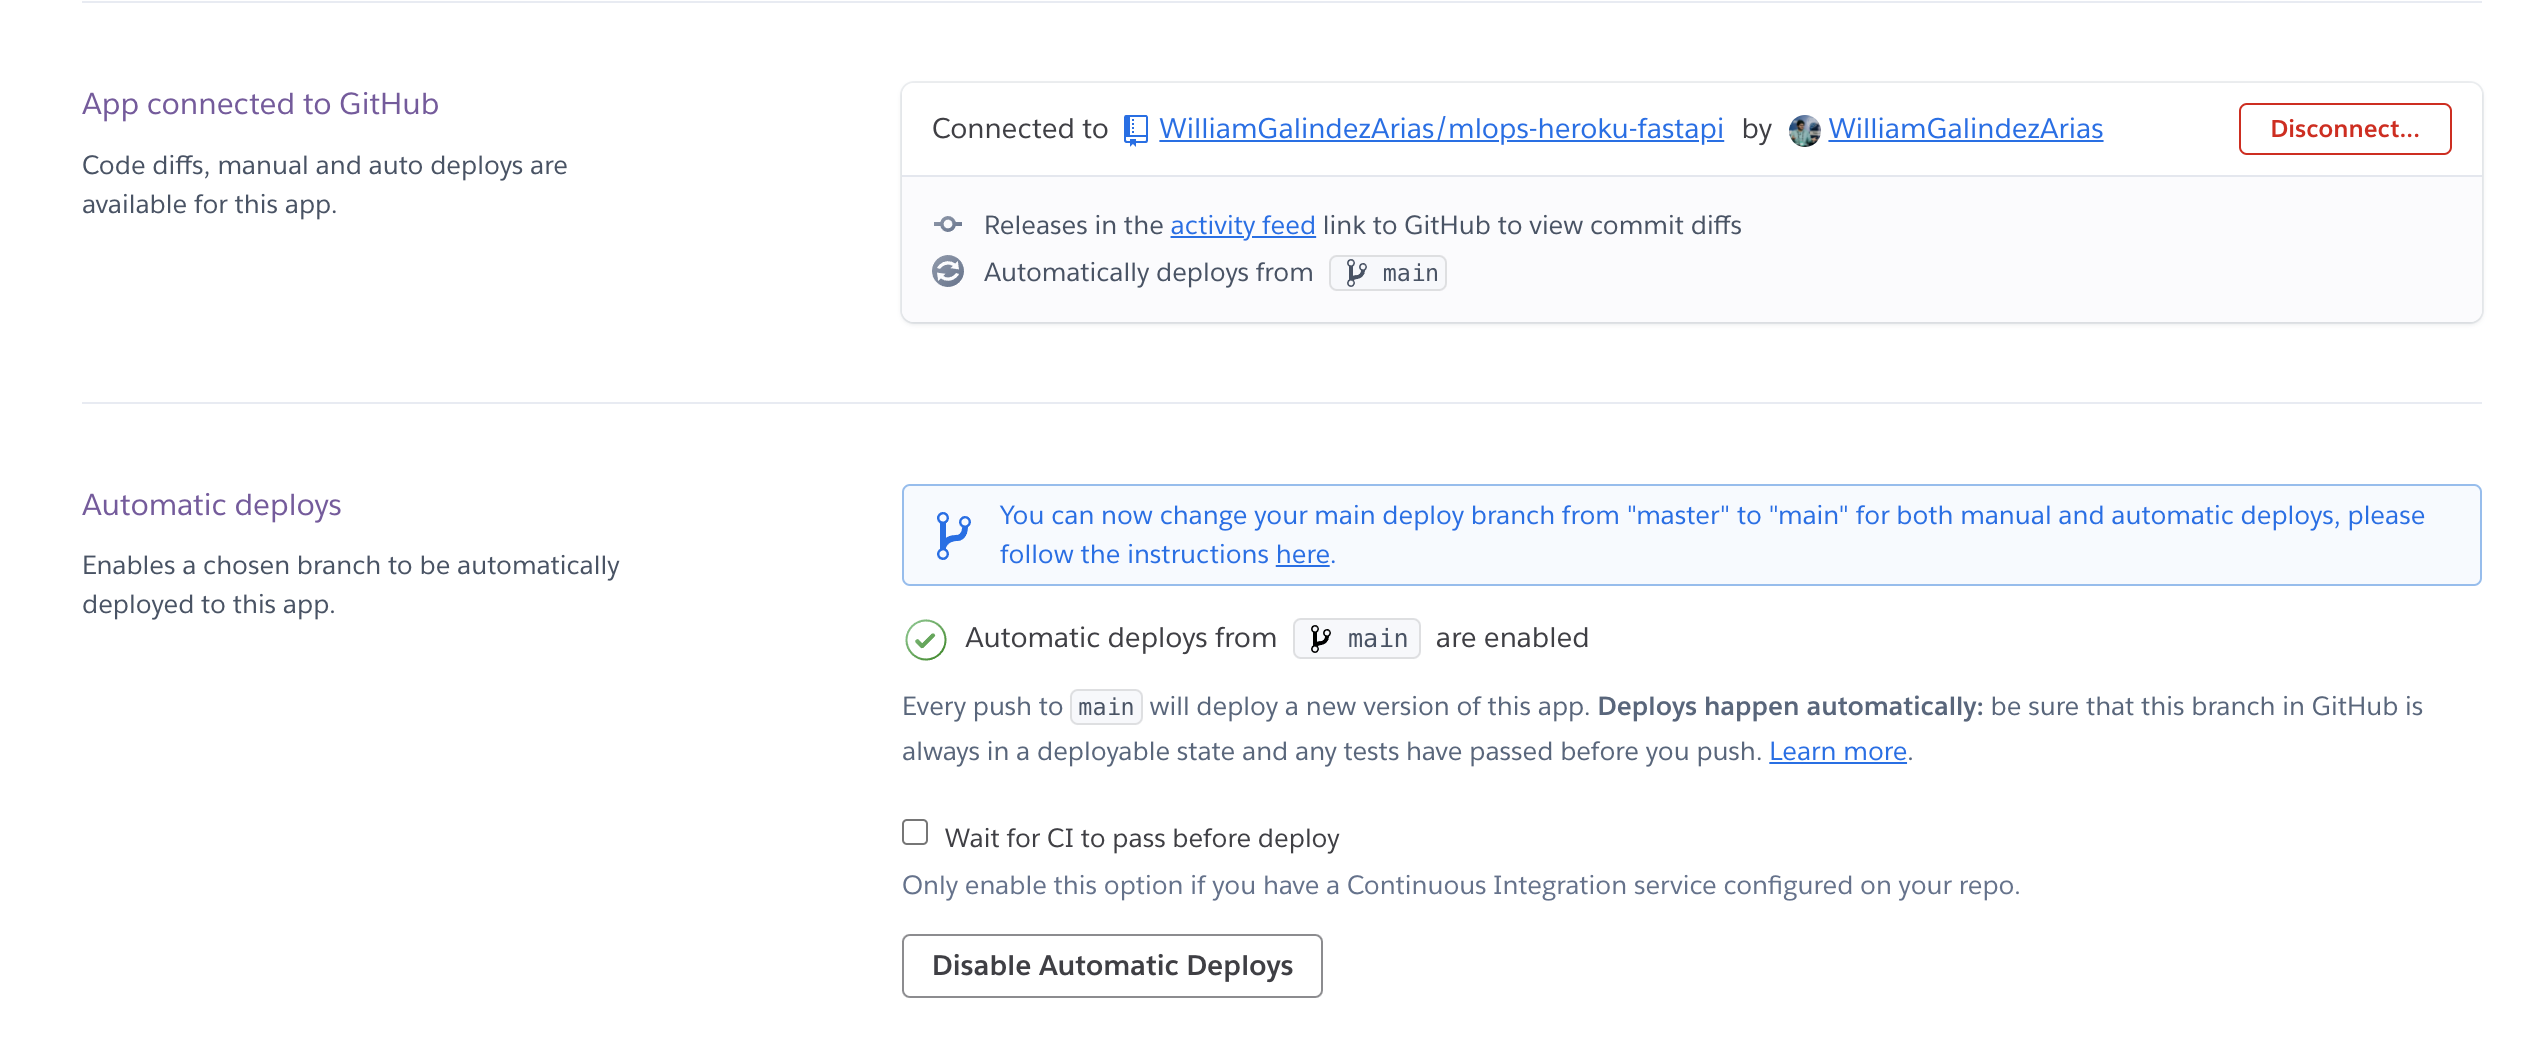 App connected to GitHub
Code diffs, manual and auto deploys are
available for this app.
Connected to WilliamGalindezArias/mlops-heroku-fastapi by WilliamGalindezArias
Disconnect...
Releases in the activity feed link to GitHub to view commit diffs
Automatically deploys from main
Automatic deploys
Enables a chosen branch to be automatically
deployed to this app.
You can now change your main deploy branch from "master" to "main" for both manual and automatic deploys, please
follow the instructions here.
Automatic deploys from main are enabled
Every push to main will deploy a new version of this app. Deploys happen automatically: be sure that this branch in GitHub is
always in a deployable state and any tests have passed before you push. Learn more.
Wait for CI to pass before deploy
Only enable this option if you have a Continuous Integration service configured on your repo.
Disable Automatic Deploys